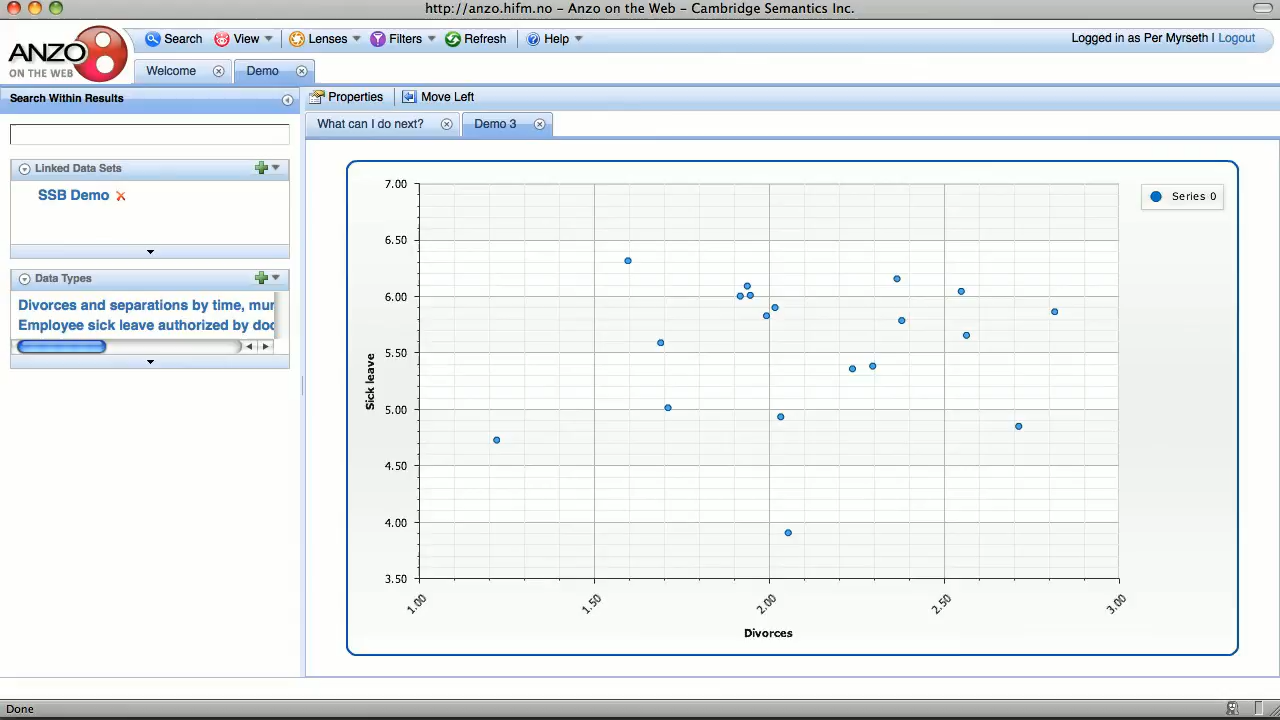 http://anzo.hifm.no – Anzo on the Web – Cambridge Semantics Inc.
ANZO
ON THE WEB
Search View Lenses Filters Refresh Help
Logged in as Per Myrseth | Logout
Welcome Demo
Search Within Results
Properties Move Left
What can I do next? Demo 3
Linked Data Sets
SSB Demo
Data Types
Divorces and separations by time, mur
Employee sick leave authorized by doc
7.00
6.50
6.00
5.50
5.00
4.50
4.00
3.50
Sick leave
1.00 1.50 2.00 2.50 3.00
Divorces
Series 0
Done